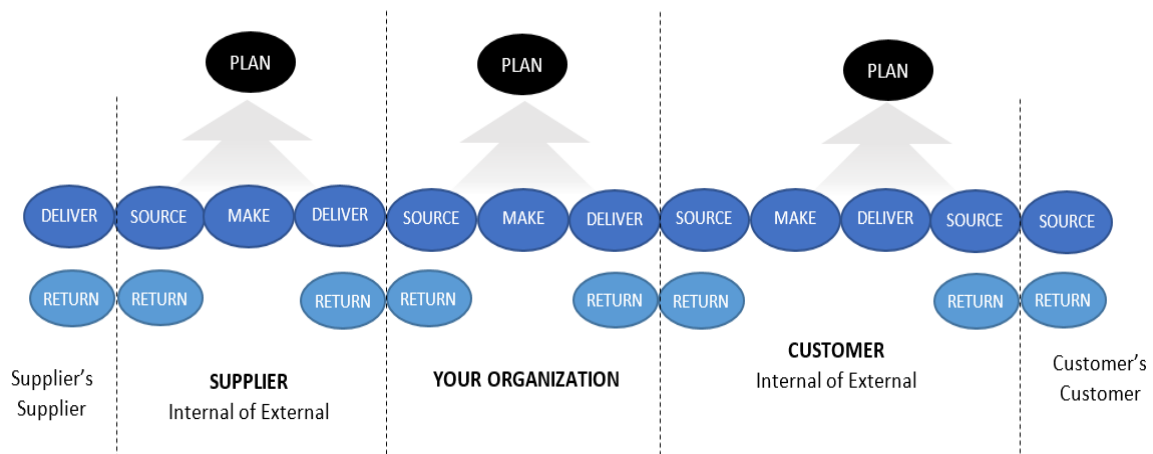 PLAN
PLAN
PLAN
DELIVER
SOURCE
MAKE
DELIVER
SOURCE
MAKE
DELIVER
SOURCE
MAKE
DELIVER
SOURCE
SOURCE
RETURN
RETURN
RETURN
RETURN
RETURN
RETURN
RETURN
RETURN
Supplier's
Supplier
SUPPLIER
Internal of External
YOUR ORGANIZATION
CUSTOMER
Internal of External
Customer's
Customer